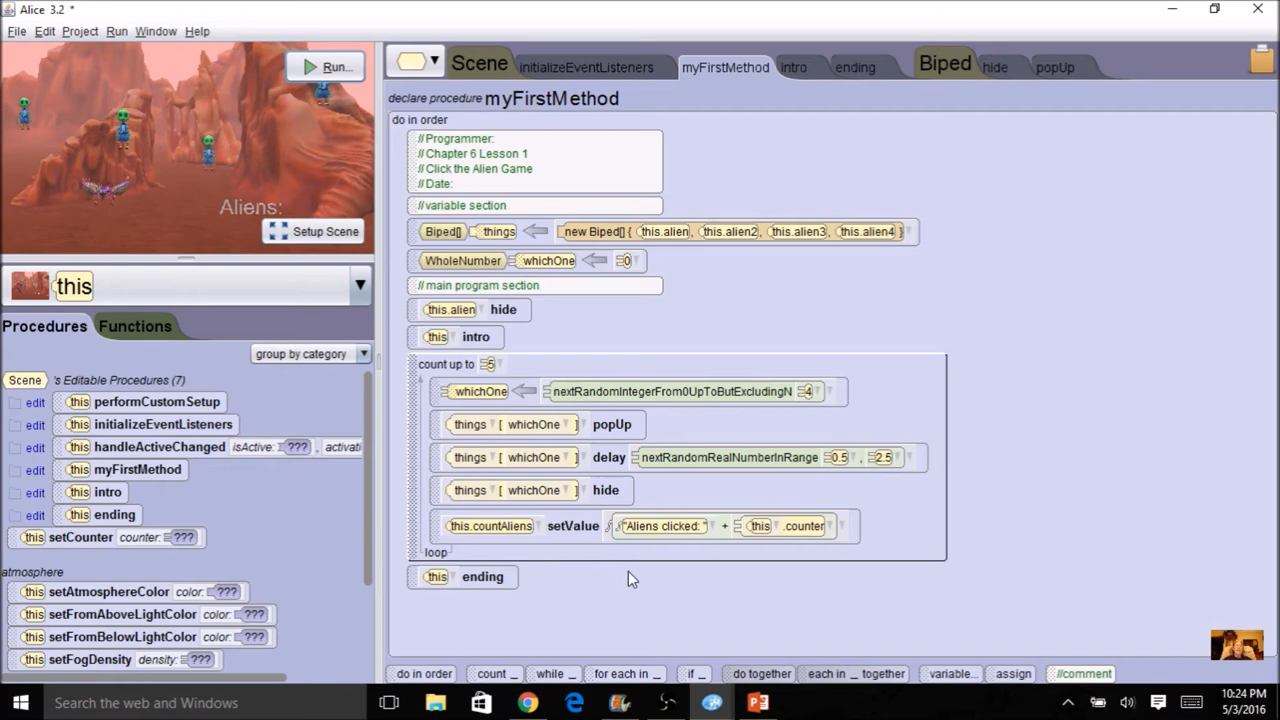 Alice 3.2 *
File Edit Project Run Window Help
Run...
Aliens:
Setup Scene
this
Procedures Functions
group by category
Scene 's Editable Procedures (7)
edit this performCustomSetup
edit this initializeEventListeners
edit this handleActiveChanged isActive: ??? , activati
edit this myFirstMethod
edit this intro
edit this ending
this setCounter counter: ???
atmosphere
this setAtmosphereColor color: ???
this setFromAboveLightColor color: ???
this setFromBelowLightColor color: ???
this setFogDensity density: ???
Scene initializeEventListeners myFirstMethod intro ending Biped hide popUp
declare procedure myFirstMethod
do in order
//Programmer:
//Chapter 6 Lesson 1
//Click the Alien Game
//Date:
//variable section
Biped[] things new Biped[] { this.alien, this.alien2, this.alien3, this.alien4 }
WholeNumber whichOne 0
// main program section
this.alien hide
this intro
count up to 5
whichOne nextRandomIntegerFrom0UpToButExcludingN 4
things [ whichOne ] popUp
things [ whichOne ] delay nextRandomRealNumberInRange 0.5 , 2.5
things [ whichOne ] hide
this.countAliens setValue "Aliens clicked: " + this .counter
loop
this ending
do in order count _ while _ for each in _ if _ do together each in _ together variable... assign //comment
Search the web and Windows
10:24 PM
5/3/2016